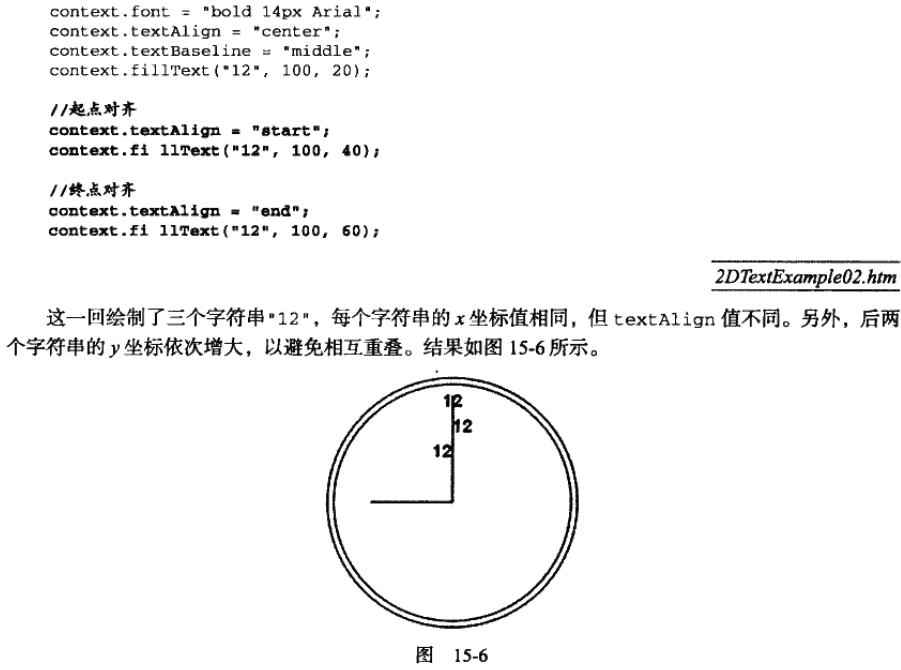 context.font = "bold 14px Arial";
context.textAlign = "center";
context.textBaseline = "middle";
context.fillText("12", 100, 20);
//起点对齐
context.textAlign = "start";
context.fi llText("12", 100, 40);
//终点对齐
context.textAlign = "end";
context.fi llText("12", 100, 60);
2DTextExample02.htm
这一回绘制了三个字符串"12"，每个字符串的 x 坐标值相同，但 textAlign 值不同。另外，后两
个字符串的 y 坐标依次增大，以避免相互重叠。结果如图 15-6 所示。
12
12
12
图 15-6